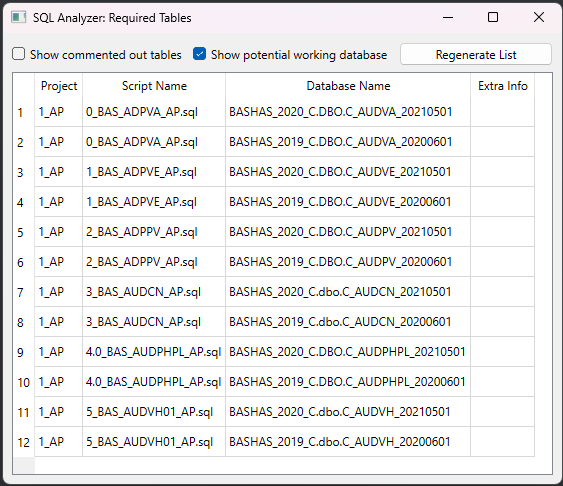 SQL Analyzer: Required Tables
Show commented out tables Show potential working database Regenerate List
Project Script Name Database Name Extra Info
1 1_AP 0_BAS_ADPVA_AP.sql BASHAS_2020_C.DBO.C_AUDVA_20210501
2 1_AP 0_BAS_ADPVA_AP.sql BASHAS_2019_C.DBO.C_AUDVA_20200601
3 1_AP 1_BAS_ADPVE_AP.sql BASHAS_2020_C.DBO.C_AUDVE_20210501
4 1_AP 1_BAS_ADPVE_AP.sql BASHAS_2019_C.DBO.C_AUDVE_20200601
5 1_AP 2_BAS_ADPPV_AP.sql BASHAS_2020_C.DBO.C_AUDPV_20210501
6 1_AP 2_BAS_ADPPV_AP.sql BASHAS_2019_C.DBO.C_AUDPV_20200601
7 1_AP 3_BAS_AUDCN_AP.sql BASHAS_2020_C.dbo.C_AUDCN_20210501
8 1_AP 3_BAS_AUDCN_AP.sql BASHAS_2019_C.dbo.C_AUDCN_20200601
9 1_AP 4.0_BAS_AUDPHPL_AP.sql BASHAS_2020_C.DBO.C_AUDPHPL_20210501
10 1_AP 4.0_BAS_AUDPHPL_AP.sql BASHAS_2019_C.DBO.C_AUDPHPL_20200601
11 1_AP 5_BAS_AUDVH01_AP.sql BASHAS_2020_C.dbo.C_AUDVH_20210501
12 1_AP 5_BAS_AUDVH01_AP.sql BASHAS_2019_C.dbo.C_AUDVH_20200601